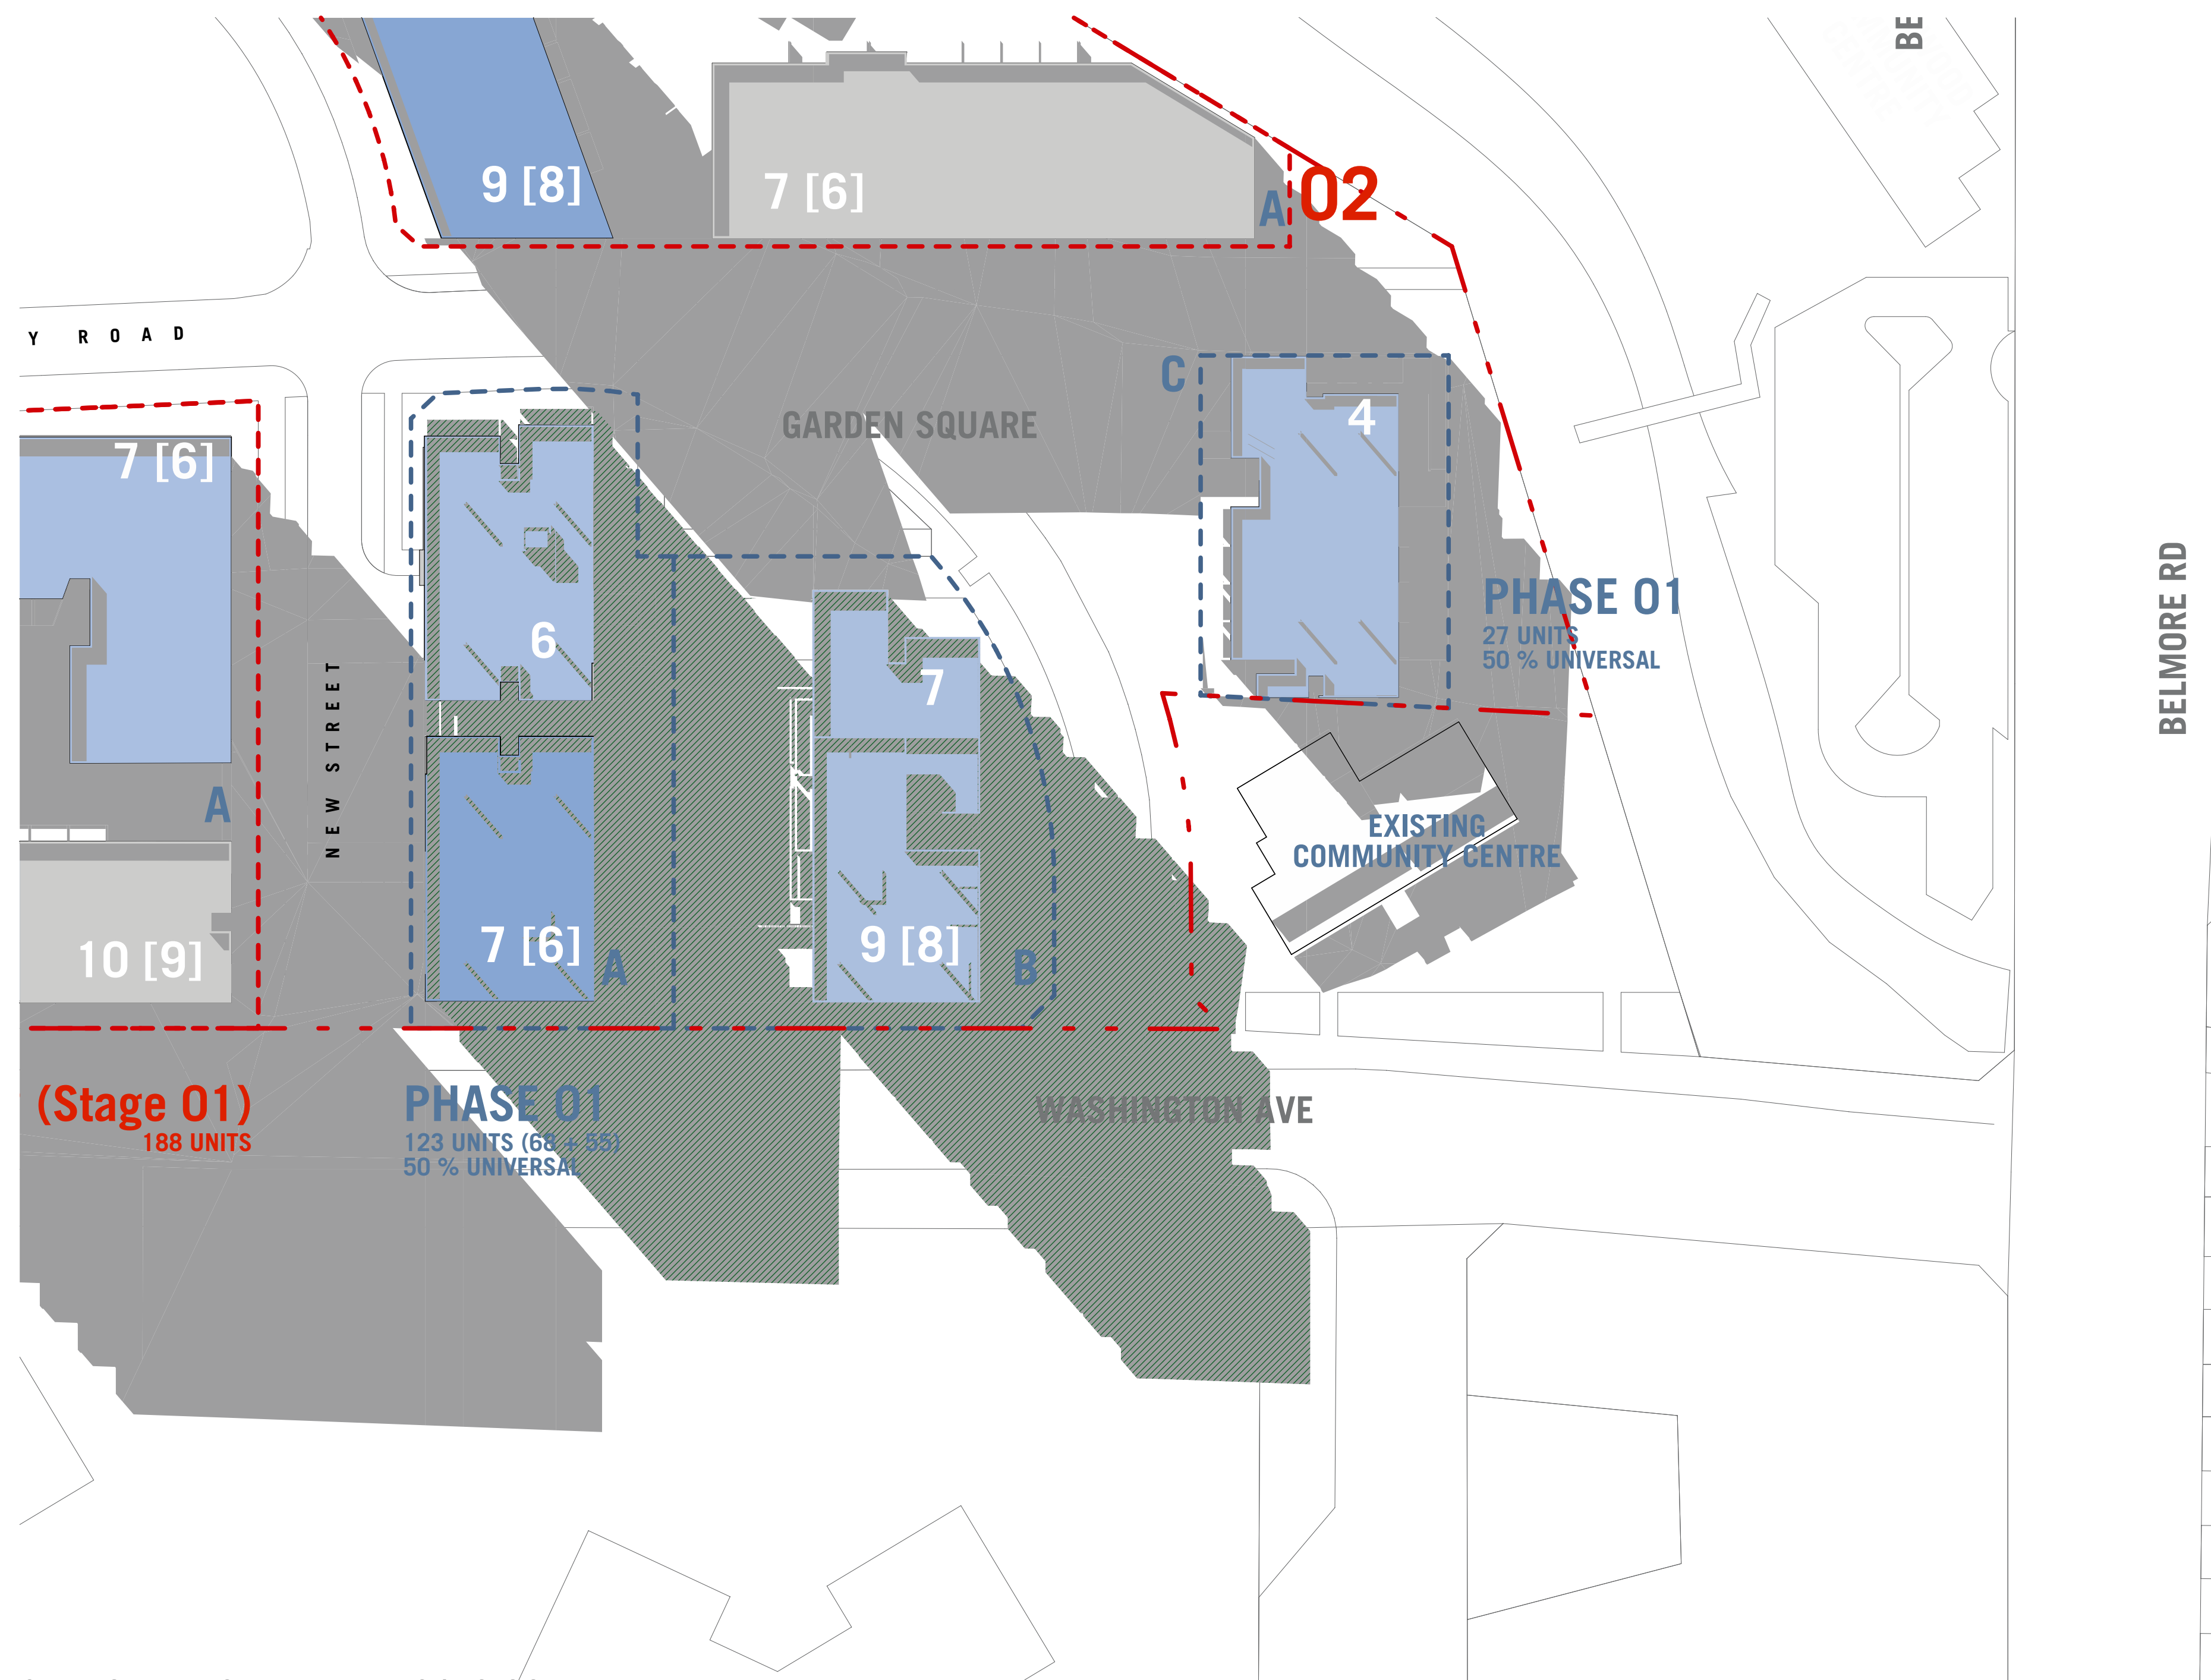 BE
9 [8]
7 [6]
A
02
Y ROAD
C
4
GARDEN SQUARE
7 [6]
PHASE 01
27 UNITS
50 % UNIVERSAL
6
7
BELMORE RD
NEW STREET
A
EXISTING
COMMUNITY CENTRE
10 [9]
7 [6]
A
9 [8]
B
(Stage 01)
188 UNITS
PHASE 01
123 UNITS (68 + 55)
50 % UNIVERSAL
WASHINGTON AVE